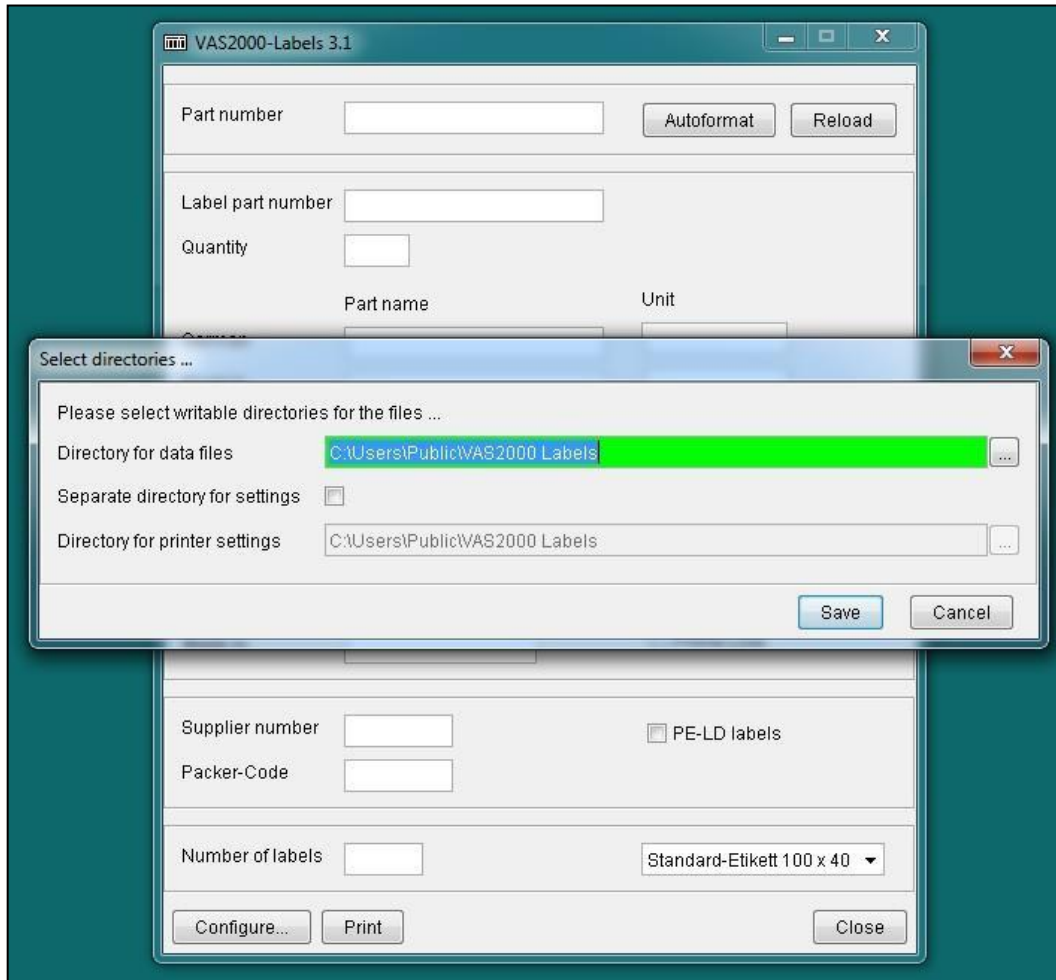 VAS2000-Labels 3.1
Part number
Autoformat
Reload
Label part number
Quantity
Part name
Unit
German
Select directories ...
Please select writable directories for the files ...
Directory for data files
C:\Users\Public\VAS2000 Labels
...
Separate directory for settings
Directory for printer settings
C:\Users\Public\VAS2000 Labels
...
Save
Cancel
Supplier number
PE-LD labels
Packer-Code
Number of labels
Standard-Etikett 100 x 40
Configure...
Print
Close